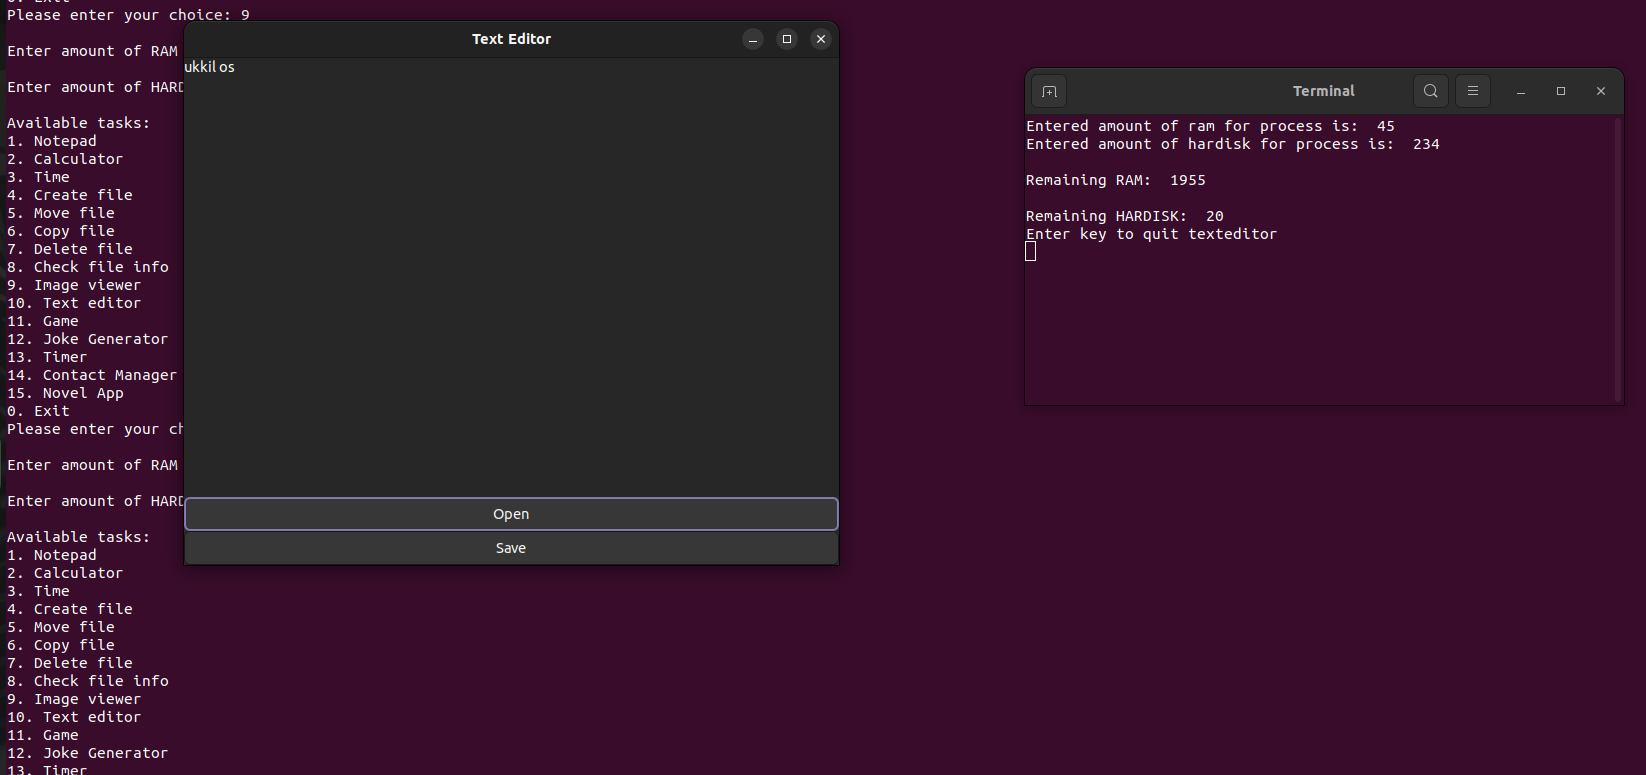 Please enter your choice: 9
Enter amount of RAM
Enter amount of HARD
Available tasks:
1. Notepad
2. Calculator
3. Time
4. Create file
5. Move file
6. Copy file
7. Delete file
8. Check file info
9. Image viewer
10. Text editor
11. Game
12. Joke Generator
13. Timer
14. Contact Manager
15. Novel App
0. Exit
Please enter your ch
Enter amount of RAM
Enter amount of HARD
Available tasks:
1. Notepad
2. Calculator
3. Time
4. Create file
5. Move file
6. Copy file
7. Delete file
8. Check file info
9. Image viewer
10. Text editor
11. Game
12. Joke Generator
13. Timer
Text Editor
ukkil os
Open
Save
Terminal
Entered amount of ram for process is: 45
Entered amount of hardisk for process is: 234
Remaining RAM: 1955
Remaining HARDISK: 20
Enter key to quit texteditor